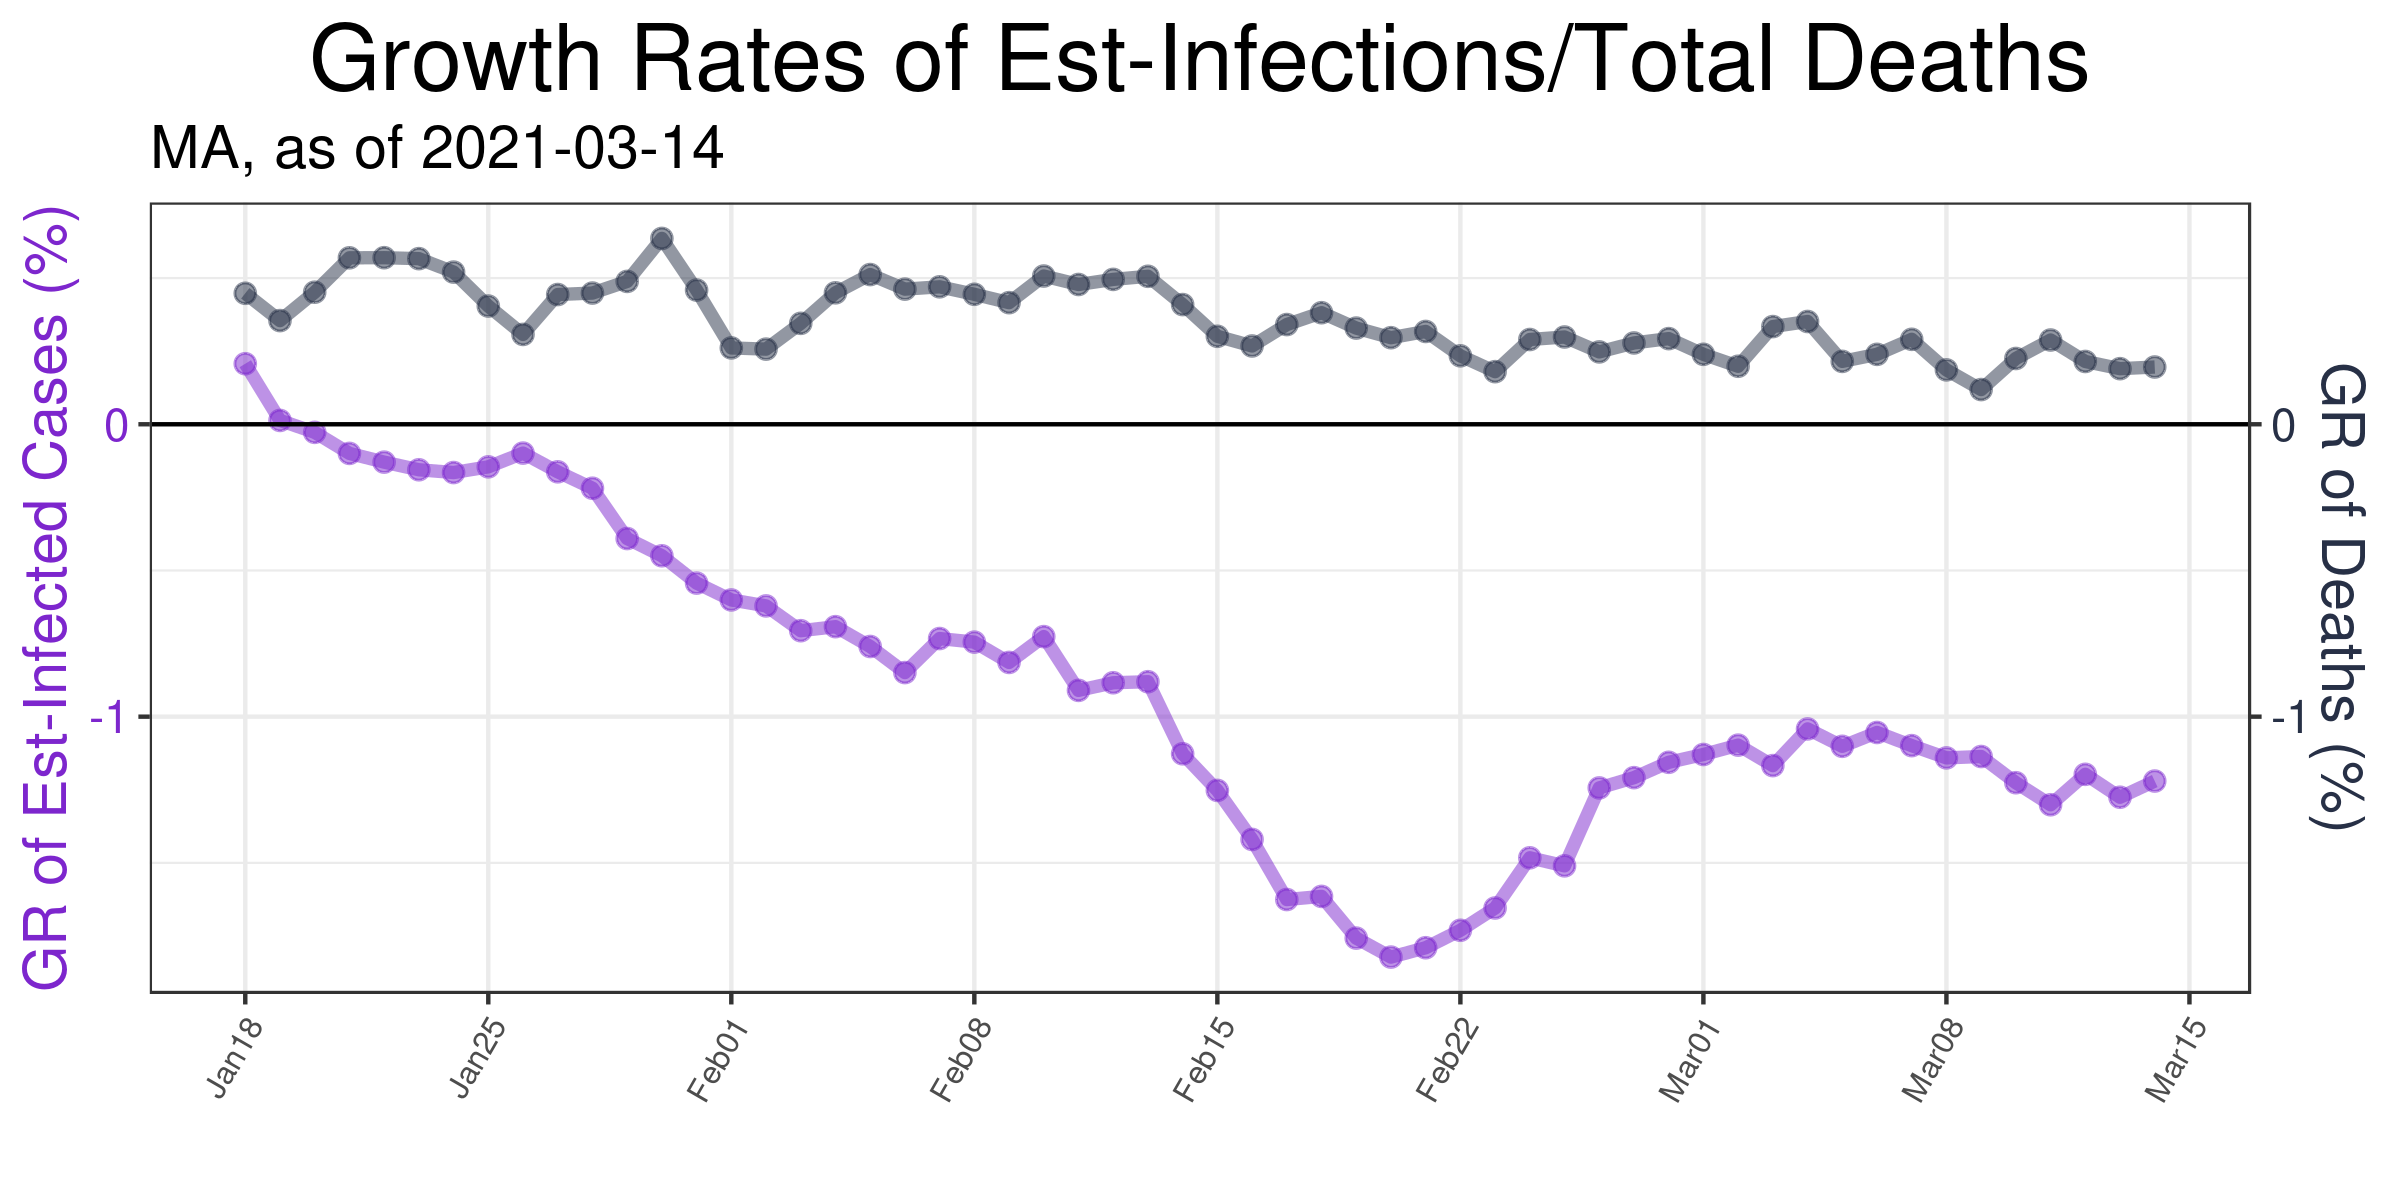 Growth Rates of Est-Infections/Total Deaths
MA, as of 2021-03-14
GR of Est-Infected Cases (%)
0
-1
0
-1
GR of Deaths (%)
Jan18
Jan25
Feb01
Feb08
Feb15
Feb22
Mar01
Mar08
Mar15